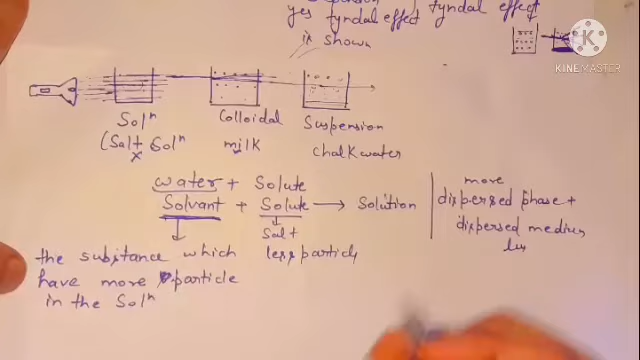 yes Tyndal effect Tyndal effect
is shown
KINEMASTER
Solⁿ
(Salt Solⁿ
x
Colloidal
milk
Suspension
chalk water
water + Solute
Solvant + Solute → Solution
Salt
less particls
more
dispersed phase +
dispersed medium
the substance which
have more particle
in the Solⁿ